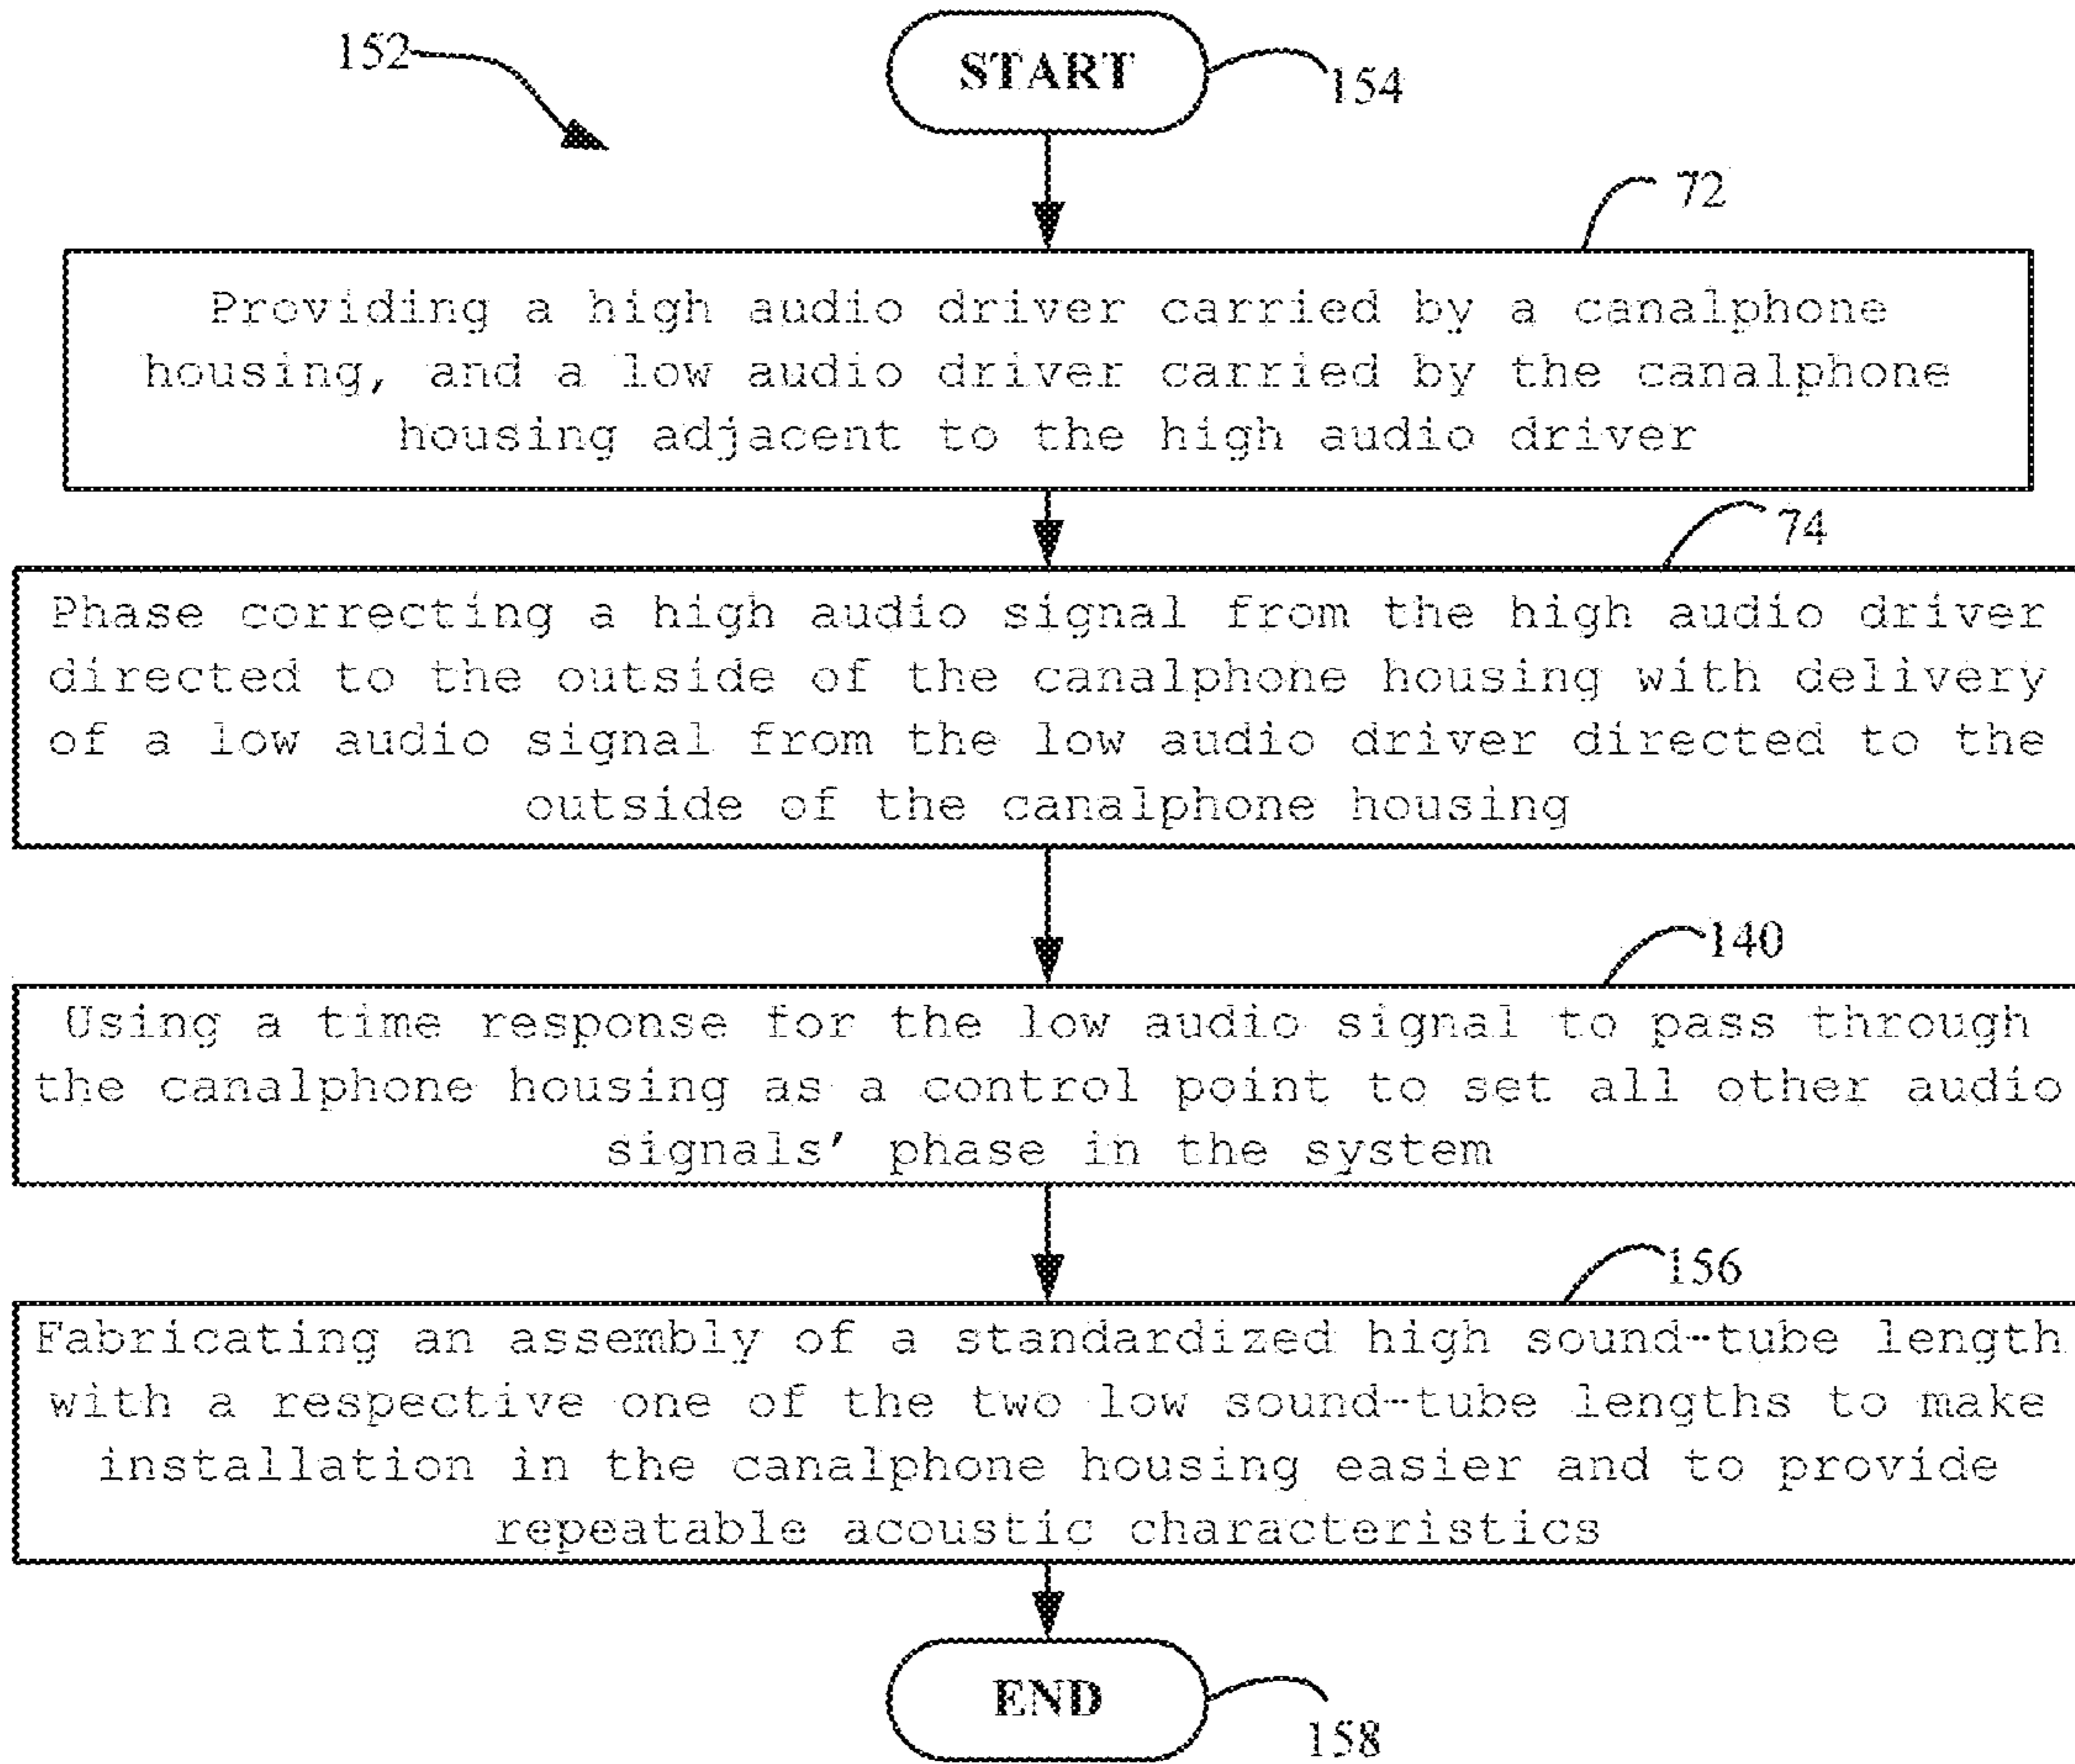 152
START
154
72
Providing a high audio driver carried by a canalphone
housing, and a low audio driver carried by the canalphone
housing adjacent to the high audio driver
74
Phase correcting a high audio signal from the high audio driver
directed to the outside of the canalphone housing with delivery
of a low audio signal from the low audio driver directed to the
outside of the canalphone housing
140
Using a time response for the low audio signal to pass through
the canalphone housing as a control point to set all other audio
signals' phase in the system
156
Fabricating an assembly of a standardized high sound-tube length
with a respective one of the two low sound-tube lengths to make
installation in the canalphone housing easier and to provide
repeatable acoustic characteristics
END
158